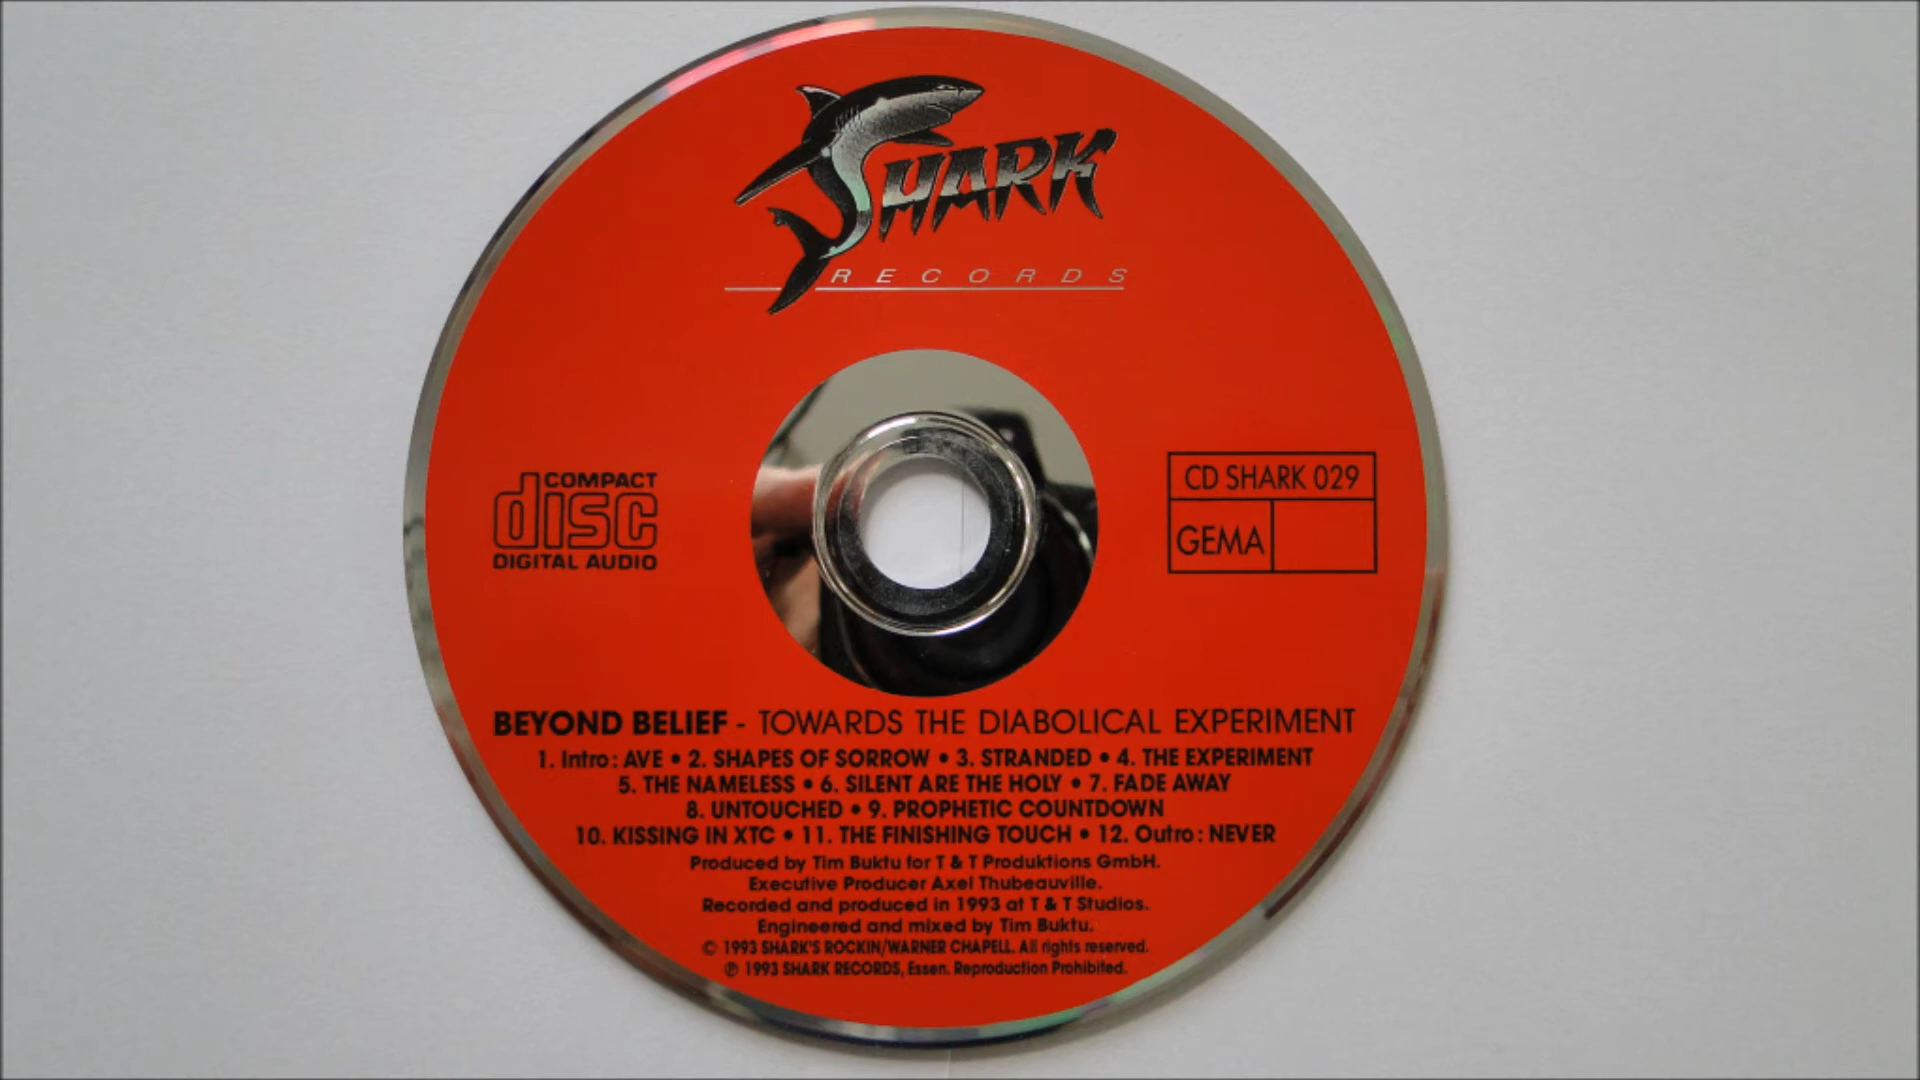 SHARK
RECORDS
COMPACT
disc
DIGITAL AUDIO
CD SHARK 029
GEMA
BEYOND BELIEF - TOWARDS THE DIABOLICAL EXPERIMENT
1. Intro: AVE • 2. SHAPES OF SORROW • 3. STRANDED • 4. THE EXPERIMENT
5. THE NAMELESS • 6. SILENT ARE THE HOLY • 7. FADE AWAY
8. UNTOUCHED • 9. PROPHETIC COUNTDOWN
10. KISSING IN XTC • 11. THE FINISHING TOUCH • 12. Outro: NEVER
Produced by Tim Buktu for T & T Produktions GmbH.
Executive Producer Axel Thubeauville.
Recorded and produced in 1993 at T & T Studios.
Engineered and mixed by Tim Buktu.
© 1993 SHARK'S ROCKIN/WARNER CHAPELL. All rights reserved.
℗ 1993 SHARK RECORDS, Essen. Reproduction Prohibited.